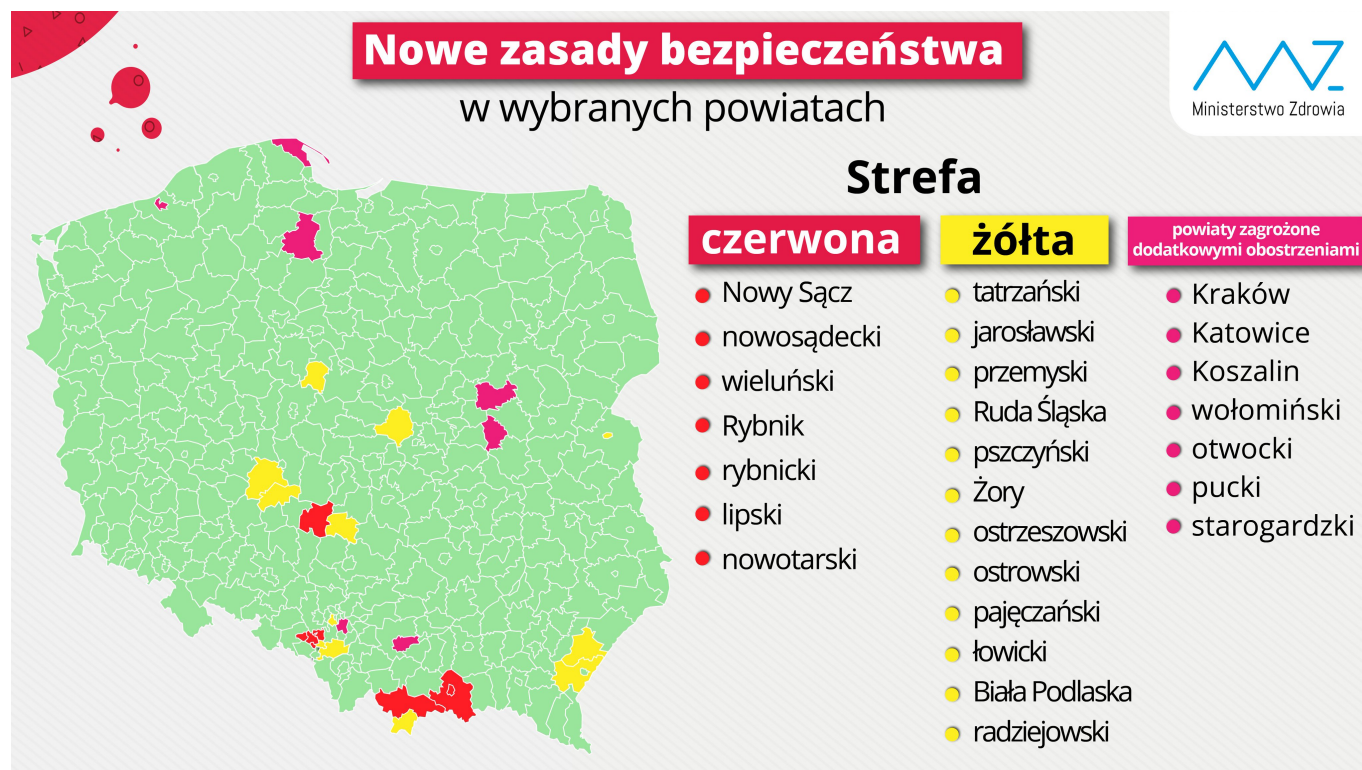 Nowe zasady bezpieczeństwa
w wybranych powiatach
Ministerstwo Zdrowia
Strefa
czerwona
Nowy Sącz
nowosądecki
wieluński
Rybnik
rybnicki
lipski
nowotarski
żółta
tatrzański
jarosławski
przemyski
Ruda Śląska
pszczyński
Żory
ostrzeszowski
ostrowski
pajęczański
łowicki
Biała Podlaska
radziejowski
powiaty zagrożone
dodatkowymi obostrzeniami
Kraków
Katowice
Koszalin
wołomiński
otwocki
pucki
starogardzki